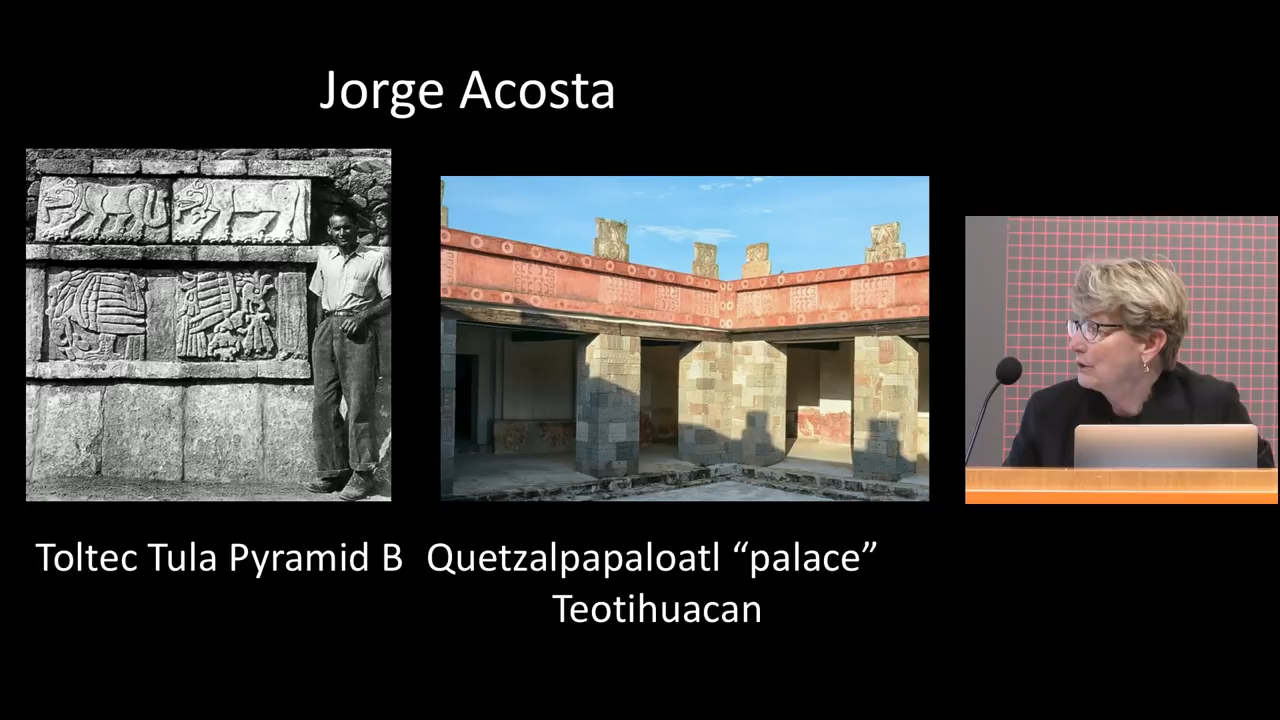 Jorge Acosta
Toltec Tula Pyramid B
Quetzalpapaloatl “palace”
Teotihuacan